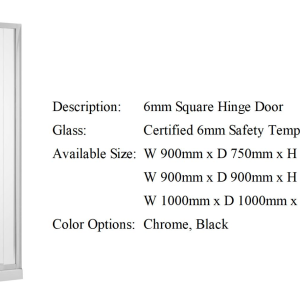 Description: 6mm Square Hinge Door
Glass: Certified 6mm Safety Temp
Available Size: W 900mm x D 750mm x H
W 900mm x D 900mm x H
W 1000mm x D 1000mm x
Color Options: Chrome, Black